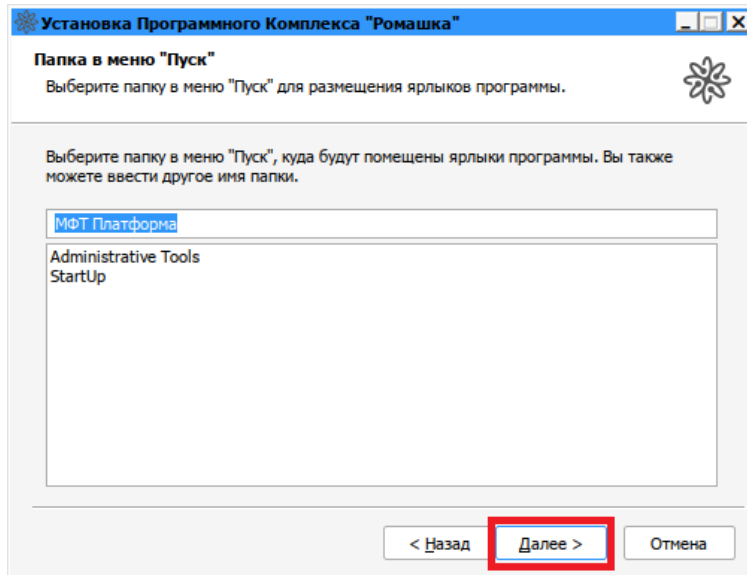 Установка Программного Комплекса "Ромашка"
Папка в меню "Пуск"
Выберите папку в меню "Пуск" для размещения ярлыков программы.
Выберите папку в меню "Пуск", куда будут помещены ярлыки программы. Вы также
можете ввести другое имя папки.
МФТ Платформа
Administrative Tools
StartUp
< Назад
Далее >
Отмена